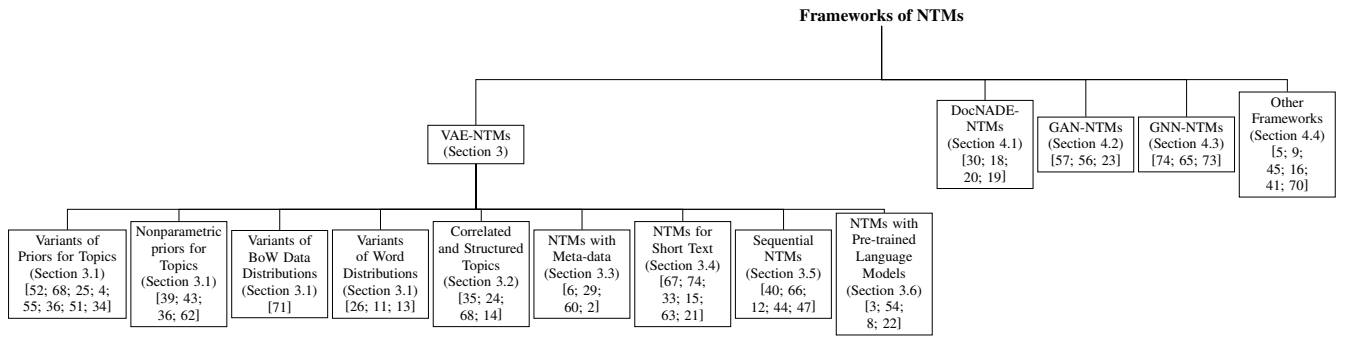 Frameworks of NTMs
VAE-NTMs
(Section 3)
DocNADE-
NTMs
(Section 4.1)
[30; 18;
20; 19]
GAN-NTMs
(Section 4.2)
[57; 56; 23]
GNN-NTMs
(Section 4.3)
[74; 65; 73]
Other
Frameworks
(Section 4.4)
[5; 9;
45; 16;
41; 70]
Variants of
Priors for Topics
(Section 3.1)
[52; 68; 25; 4;
55; 36; 51; 34]
Nonparametric
priors for
Topics
(Section 3.1)
[39; 43;
36; 62]
Variants of
BoW Data
Distributions
(Section 3.1)
[71]
Variants
of Word
Distributions
(Section 3.1)
[26; 11; 13]
Correlated
and Structured
Topics
(Section 3.2)
[35; 24;
68; 14]
NTMs with
Meta-data
(Section 3.3)
[6; 29;
60; 2]
NTMs for
Short Text
(Section 3.4)
[67; 74;
33; 15;
63; 21]
Sequential
NTMs
(Section 3.5)
[40; 66;
12; 44; 47]
NTMs with
Pre-trained
Language
Models
(Section 3.6)
[3; 54;
8; 22]